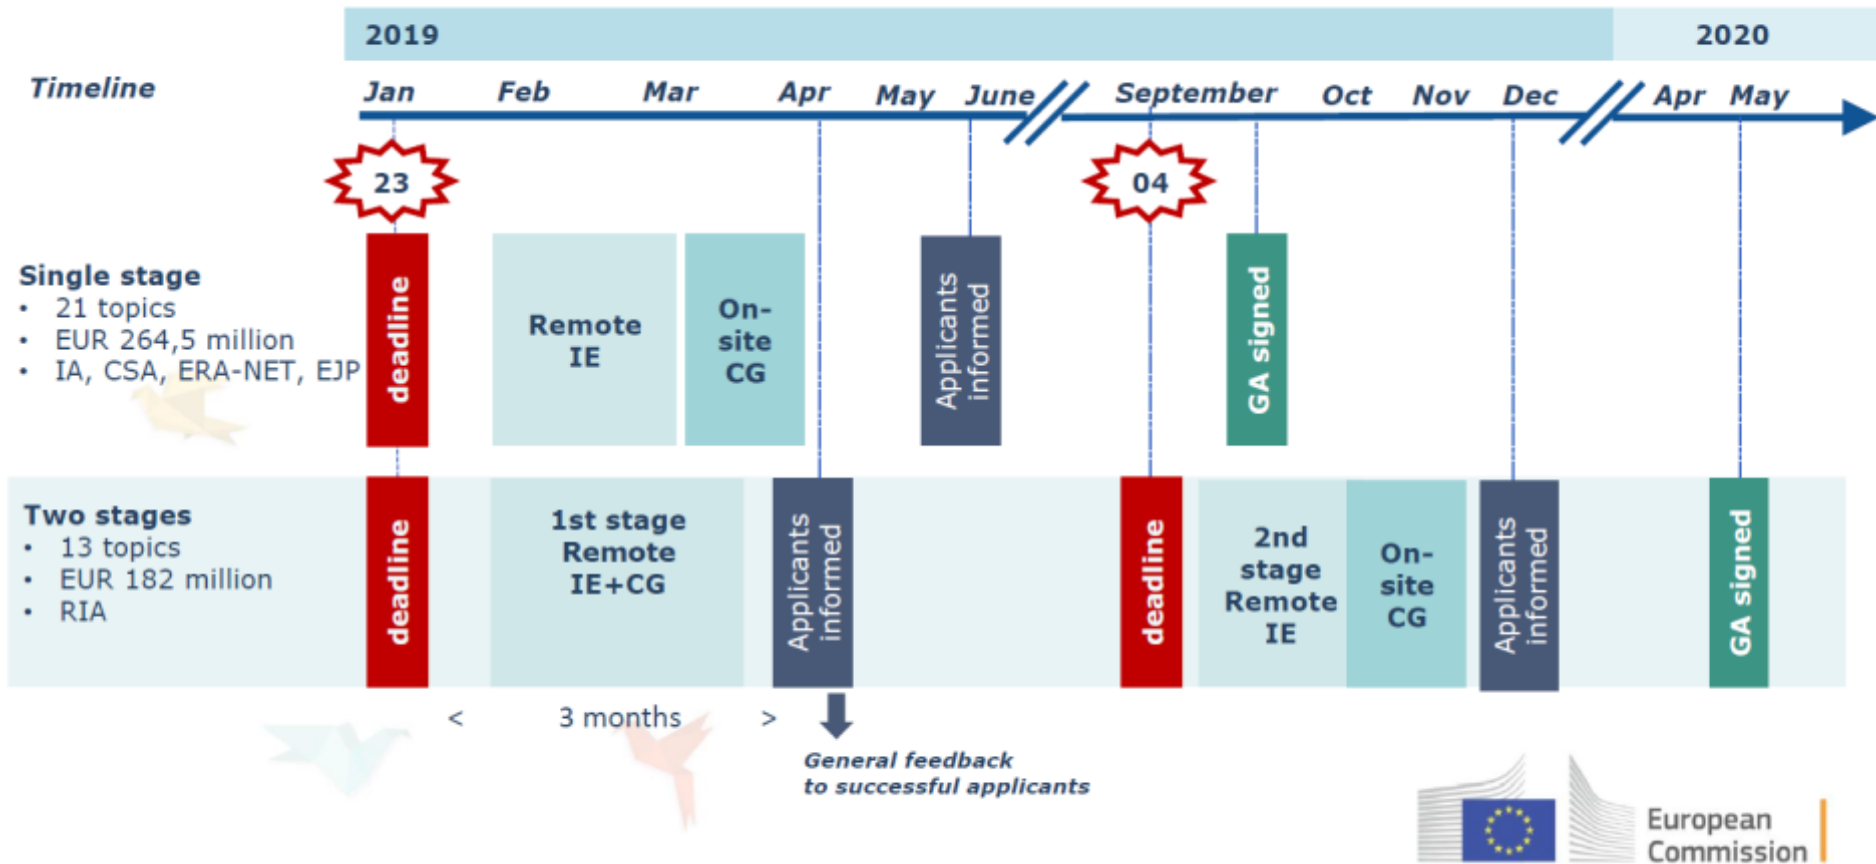 2019
2020
Timeline
Jan
Feb
Mar
Apr
May
June
September
Oct
Nov
Dec
Apr
May
23
04
Single stage
• 21 topics
• EUR 264,5 million
• IA, CSA, ERA-NET, EJP
deadline
Remote
IE
On-
site
CG
Applicants
informed
GA signed
Two stages
• 13 topics
• EUR 182 million
• RIA
deadline
1st stage
Remote
IE+CG
Applicants
informed
deadline
2nd
stage
Remote
IE
On-
site
CG
Applicants
informed
GA signed
< 3 months >
General feedback
to successful applicants
European
Commission